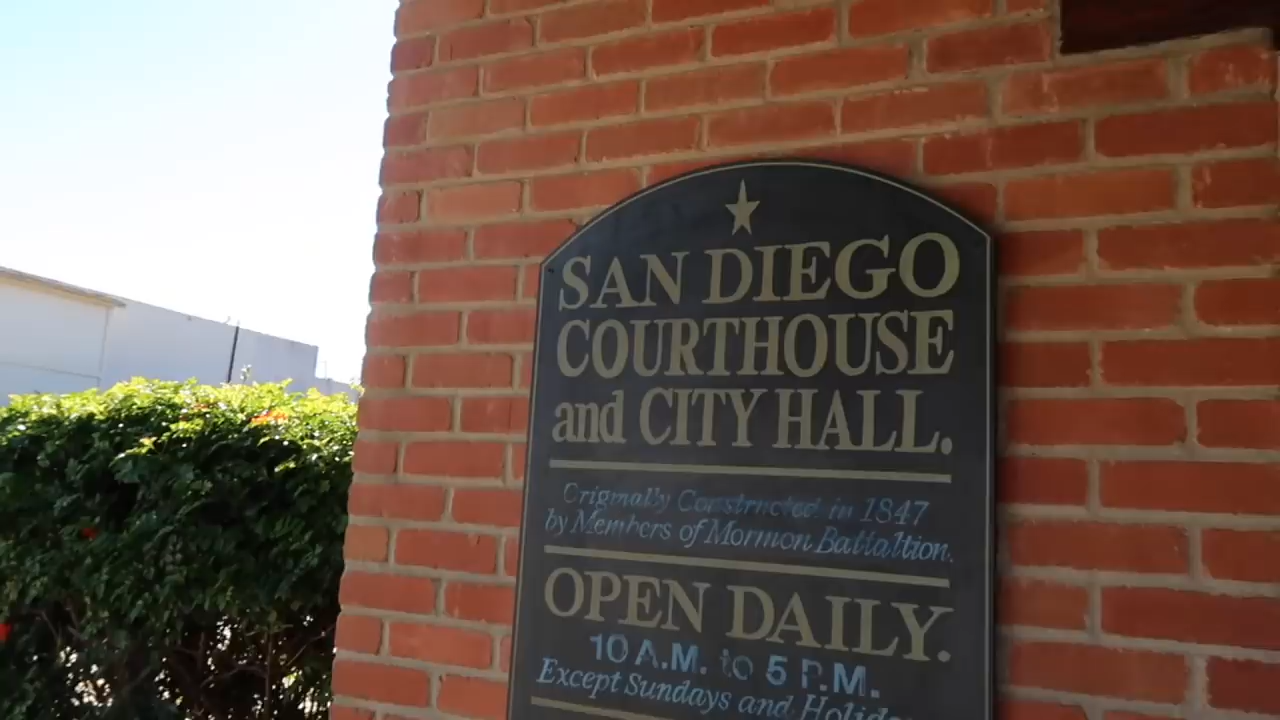 SAN DIEGO
COURTHOUSE
and CITY HALL.
Originally Constructed in 1847
by Members of Mormon Battaltion.
OPEN DAILY.
10 A.M. to 5 P.M.
Except Sundays and